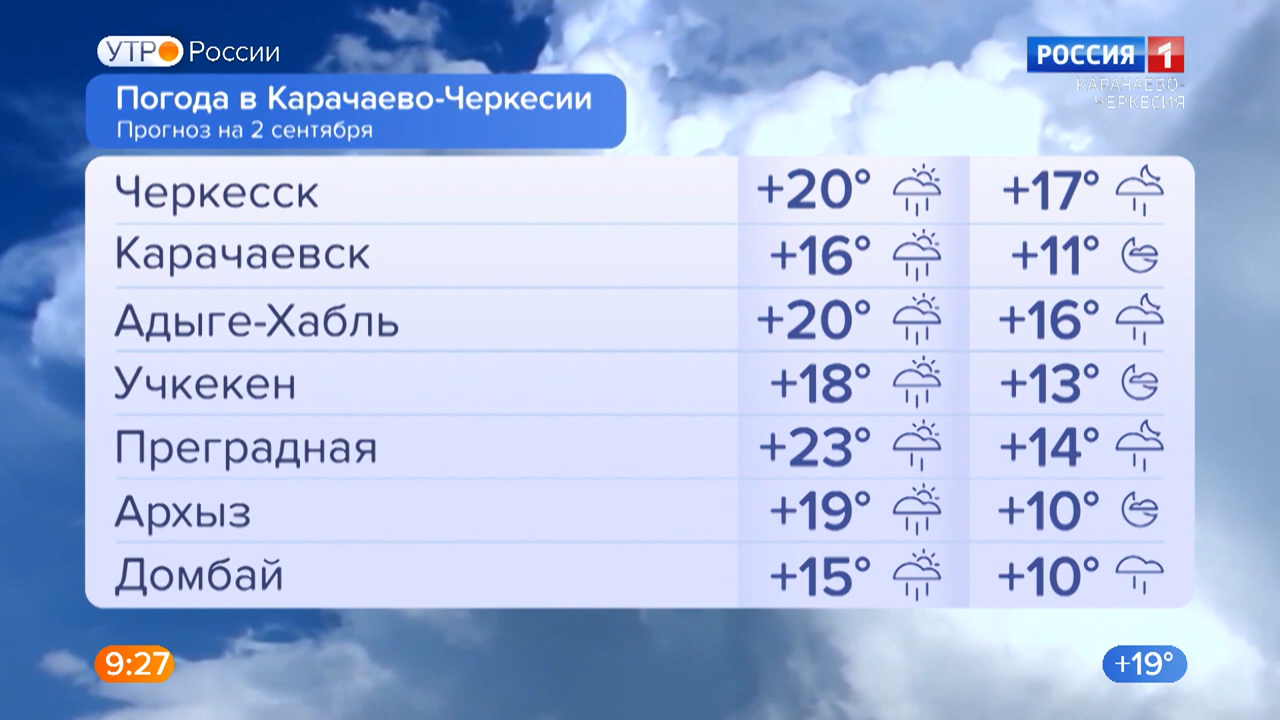 УТРО России
РОССИЯ 1
КАРАЧАЕВО-
ЧЕРКЕСИЯ
Погода в Карачаево-Черкесии
Прогноз на 2 сентября
Черкесск +20° +17°
Карачаевск +16° +11°
Адыге-Хабль +20° +16°
Учкекен +18° +13°
Преградная +23° +14°
Архыз +19° +10°
Домбай +15° +10°
9:27 +19°